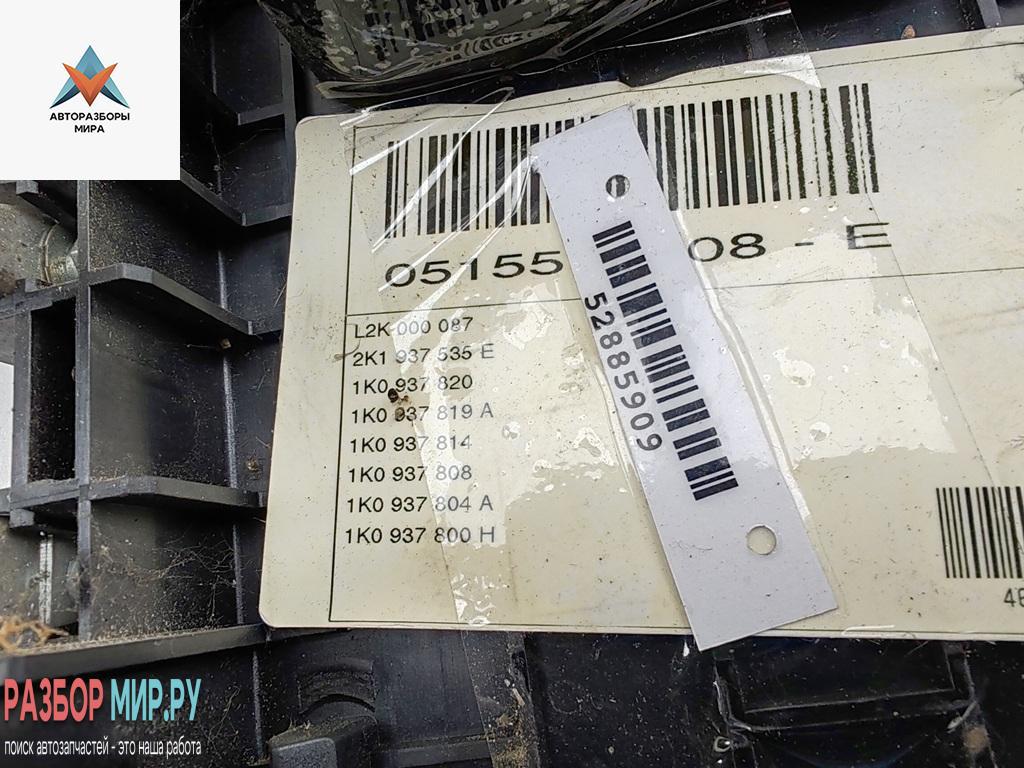 АВТОРАЗБОРЫ
МИРА
05155
08 - E
L2K 000 087
2K1 937 535 E
1K0 937 820
1K0 937 819 A
1K0 937 814
1K0 937 808
1K0 937 804 A
1K0 937 800 H
52885909
РАЗБОР МИР.РУ
поиск автозапчастей - это наша работа